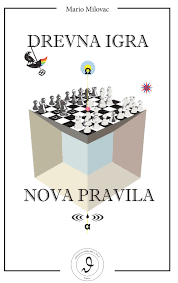 Mario Milovac
DREVNA IGRA
Ω
NOVA PRAVILA
α